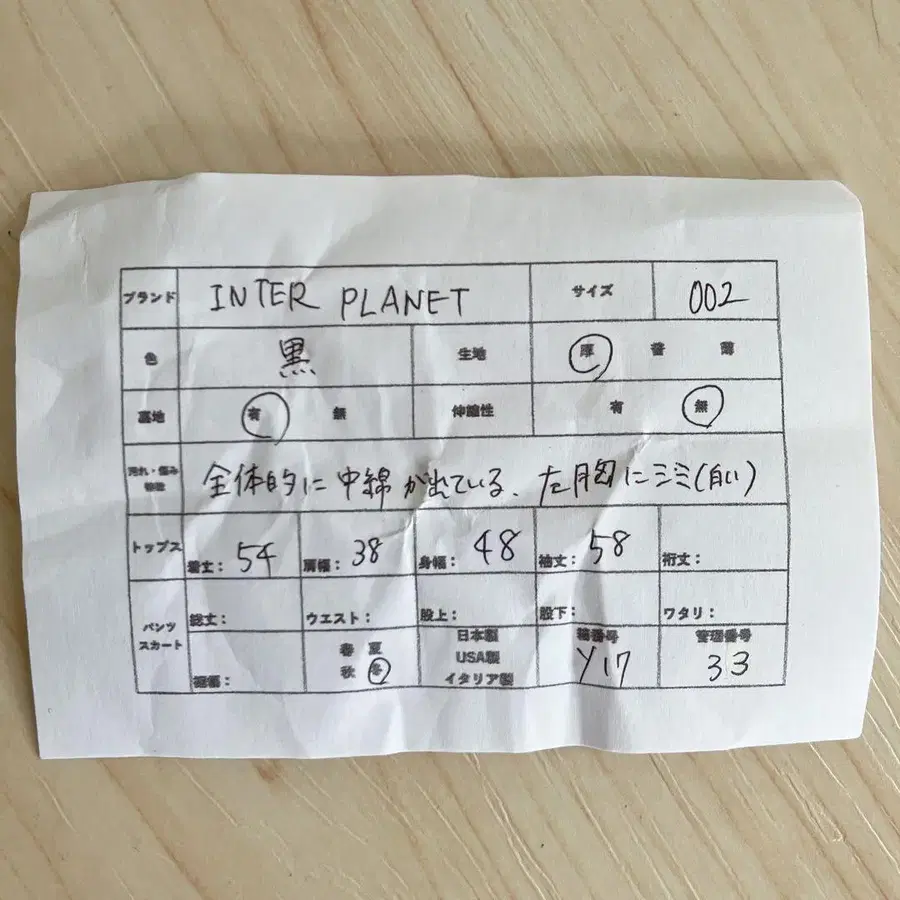 ブランド INTER PLANET サイズ 002
色 黒 生地 厚 普 薄
裏地 有 無 伸縮性 有 無
汚れ・傷み
全体的に中綿が出ている、左胸にシミ(白い)
トップス 着丈: 54 肩幅: 38 身幅: 48 袖丈: 58 裄丈:
パンツ
スカート
総丈: ウエスト: 股上: 股下: ワタリ:
裾幅:
春 夏
秋 冬
日本製
USA製
イタリア製
箱番号
Y17
管理番号
33